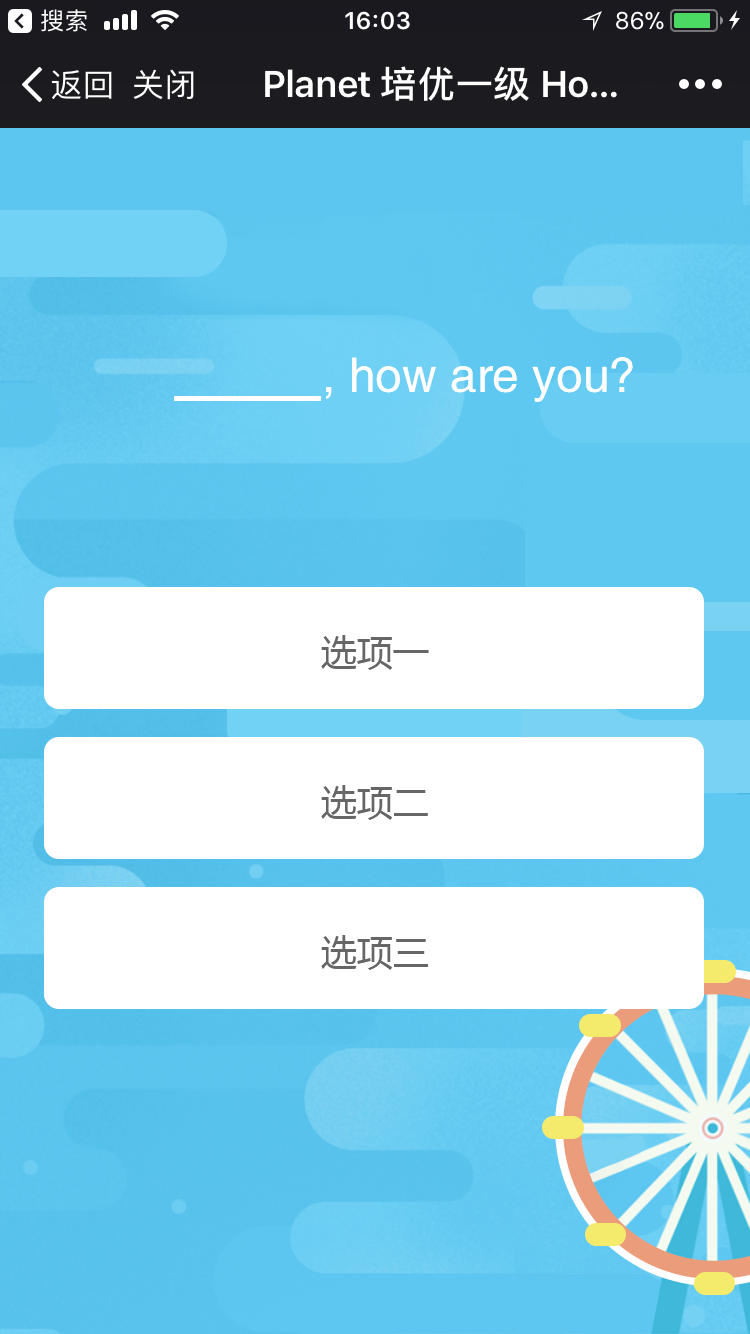 搜索 16:03 86%
返回 关闭 Planet 培优一级 Ho...
______, how are you?
选项一
选项二
选项三